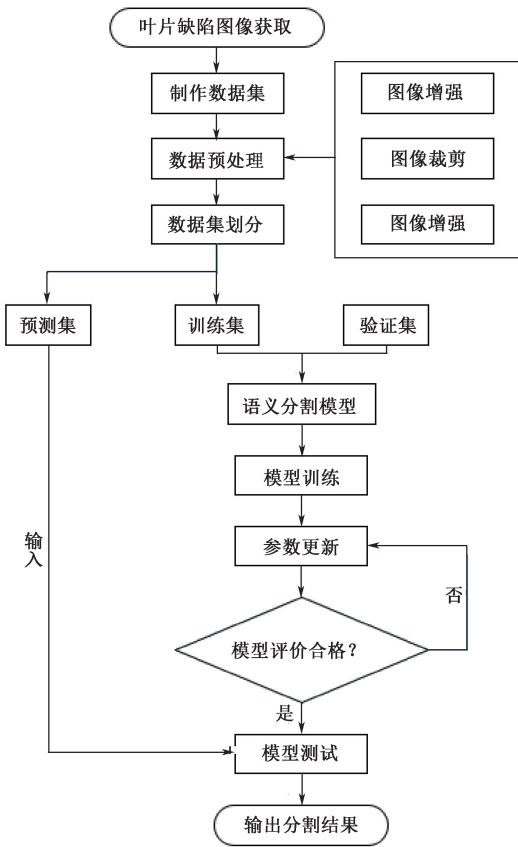 叶片缺陷图像获取
制作数据集
图像增强
数据预处理
图像裁剪
数据集划分
图像增强
预测集
训练集
验证集
语义分割模型
模型训练
参数更新
输入
否
模型评价合格？
是
模型测试
输出分割结果